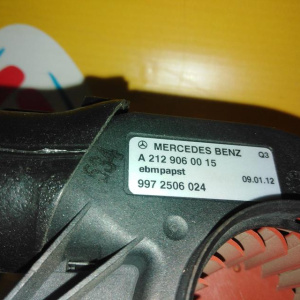 MERCEDES BENZ Q3
A 212 906 00 15
ebmpapst 09.01.12
997 2506 024